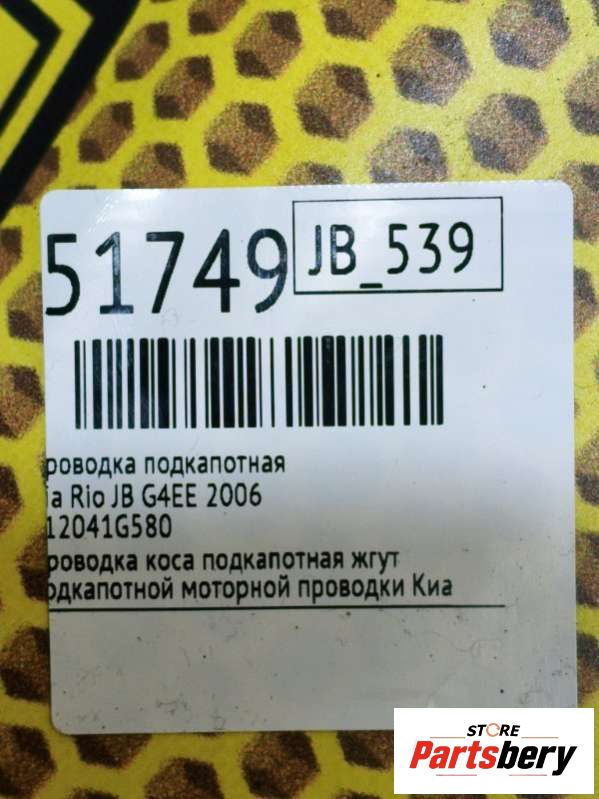 51749 JB_539
роводка подкапотная
ia Rio JB G4EE 2006
12041G580
роводка коса подкапотная жгут
одкапотной моторной проводки Киа
STORE
Partsbery